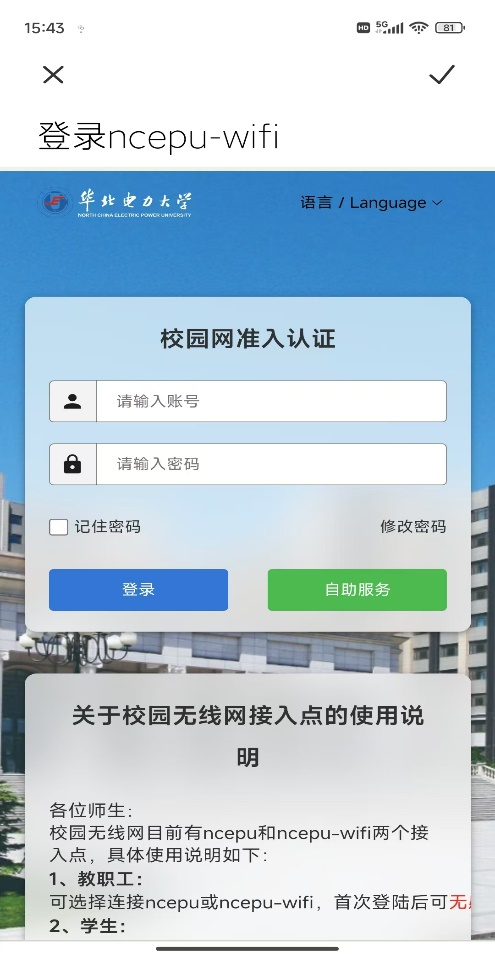 15:43
HD 5G 81
登录ncepu-wifi
华北电力大学
NORTH CHINA ELECTRIC POWER UNIVERSITY
语言 / Language
校园网准入认证
请输入账号
请输入密码
记住密码 修改密码
登录 自助服务
关于校园无线网接入点的使用说
明
各位师生:
校园无线网目前有ncepu和ncepu-wifi两个接
入点，具体使用说明如下:
1、教职工:
可选择连接ncepu或ncepu-wifi，首次登陆后可无
2、学生: